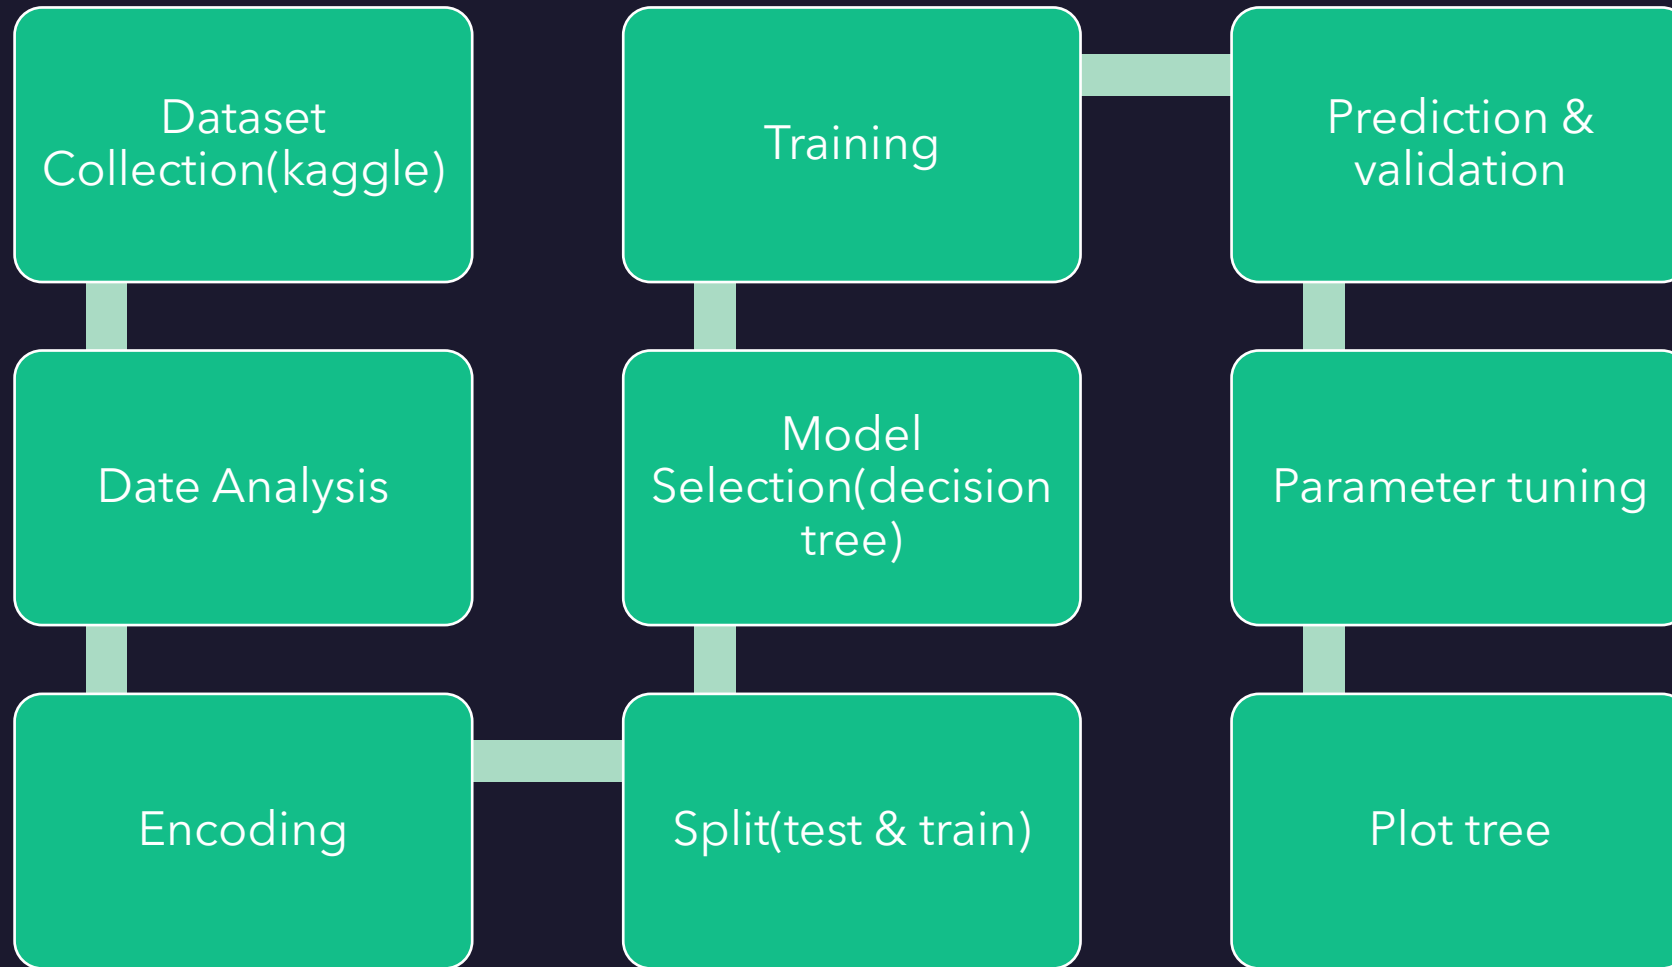 Dataset
Collection(kaggle)
Date Analysis
Encoding
Split(test & train)
Model
Selection(decision
tree)
Training
Prediction &
validation
Parameter tuning
Plot tree